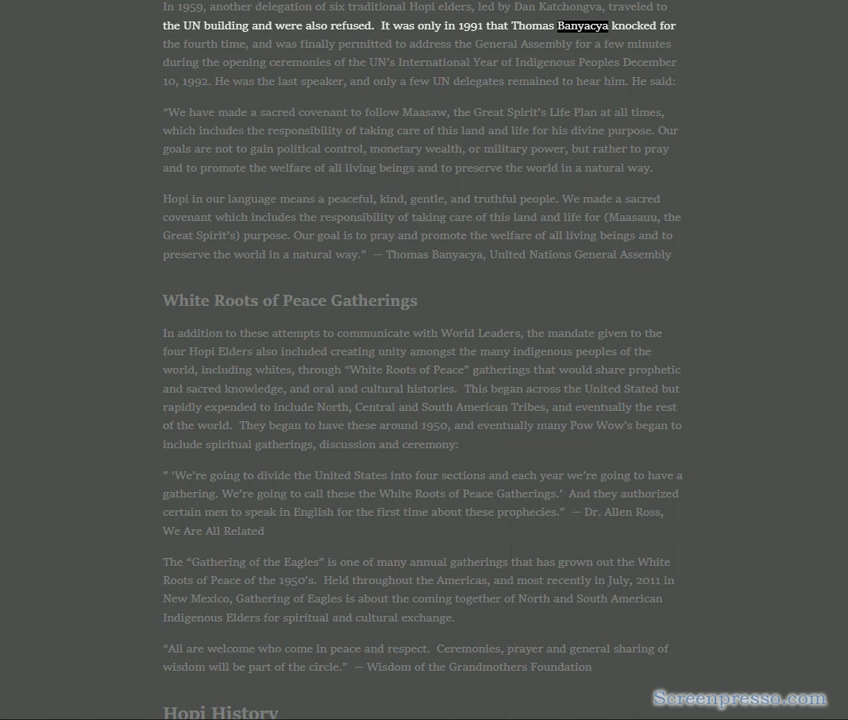 In 1959, another delegation of six traditional Hopi elders, led by Dan Katchongva, traveled to
the UN building and were also refused.  It was only in 1991 that Thomas Banyacya knocked for
the fourth time, and was finally permitted to address the General Assembly for a few minutes
during the opening ceremonies of the UN's International Year of Indigenous Peoples December
10, 1992. He was the last speaker, and only a few UN delegates remained to hear him. He said:
“We have made a sacred covenant to follow Maasaw, the Great Spirit’s Life Plan at all times,
which includes the responsibility of taking care of this land and life for his divine purpose. Our
goals are not to gain political control, monetary wealth, or military power, but rather to pray
and to promote the welfare of all living beings and to preserve the world in a natural way.
Hopi in our language means a peaceful, kind, gentle, and truthful people. We made a sacred
covenant which includes the responsibility of taking care of this land and life for (Maasauu, the
Great Spirit’s) purpose. Our goal is to pray and promote the welfare of all living beings and to
preserve the world in a natural way.”  — Thomas Banyacya, United Nations General Assembly
White Roots of Peace Gatherings
In addition to these attempts to communicate with World Leaders, the mandate given to the
four Hopi Elders also included creating unity amongst the many indigenous peoples of the
world, including whites, through “White Roots of Peace” gatherings that would share prophetic
and sacred knowledge, and oral and cultural histories.  This began across the United Stated but
rapidly expended to include North, Central and South American Tribes, and eventually the rest
of the world.  They began to have these around 1950, and eventually many Pow Wow’s began to
include spiritual gatherings, discussion and ceremony:
” ‘We’re going to divide the United States into four sections and each year we’re going to have a
gathering. We’re going to call these the White Roots of Peace Gatherings.’  And they authorized
certain men to speak in English for the first time about these prophecies.”  — Dr. Allen Ross,
We Are All Related
The “Gathering of the Eagles” is one of many annual gatherings that has grown out the White
Roots of Peace of the 1950’s.  Held throughout the Americas, and most recently in July, 2011 in
New Mexico, Gathering of Eagles is about the coming together of North and South American
Indigenous Elders for spiritual and cultural exchange.
“All are welcome who come in peace and respect.  Ceremonies, prayer and general sharing of
wisdom will be part of the circle.”  — Wisdom of the Grandmothers Foundation
Screenpresso.com
Hopi History